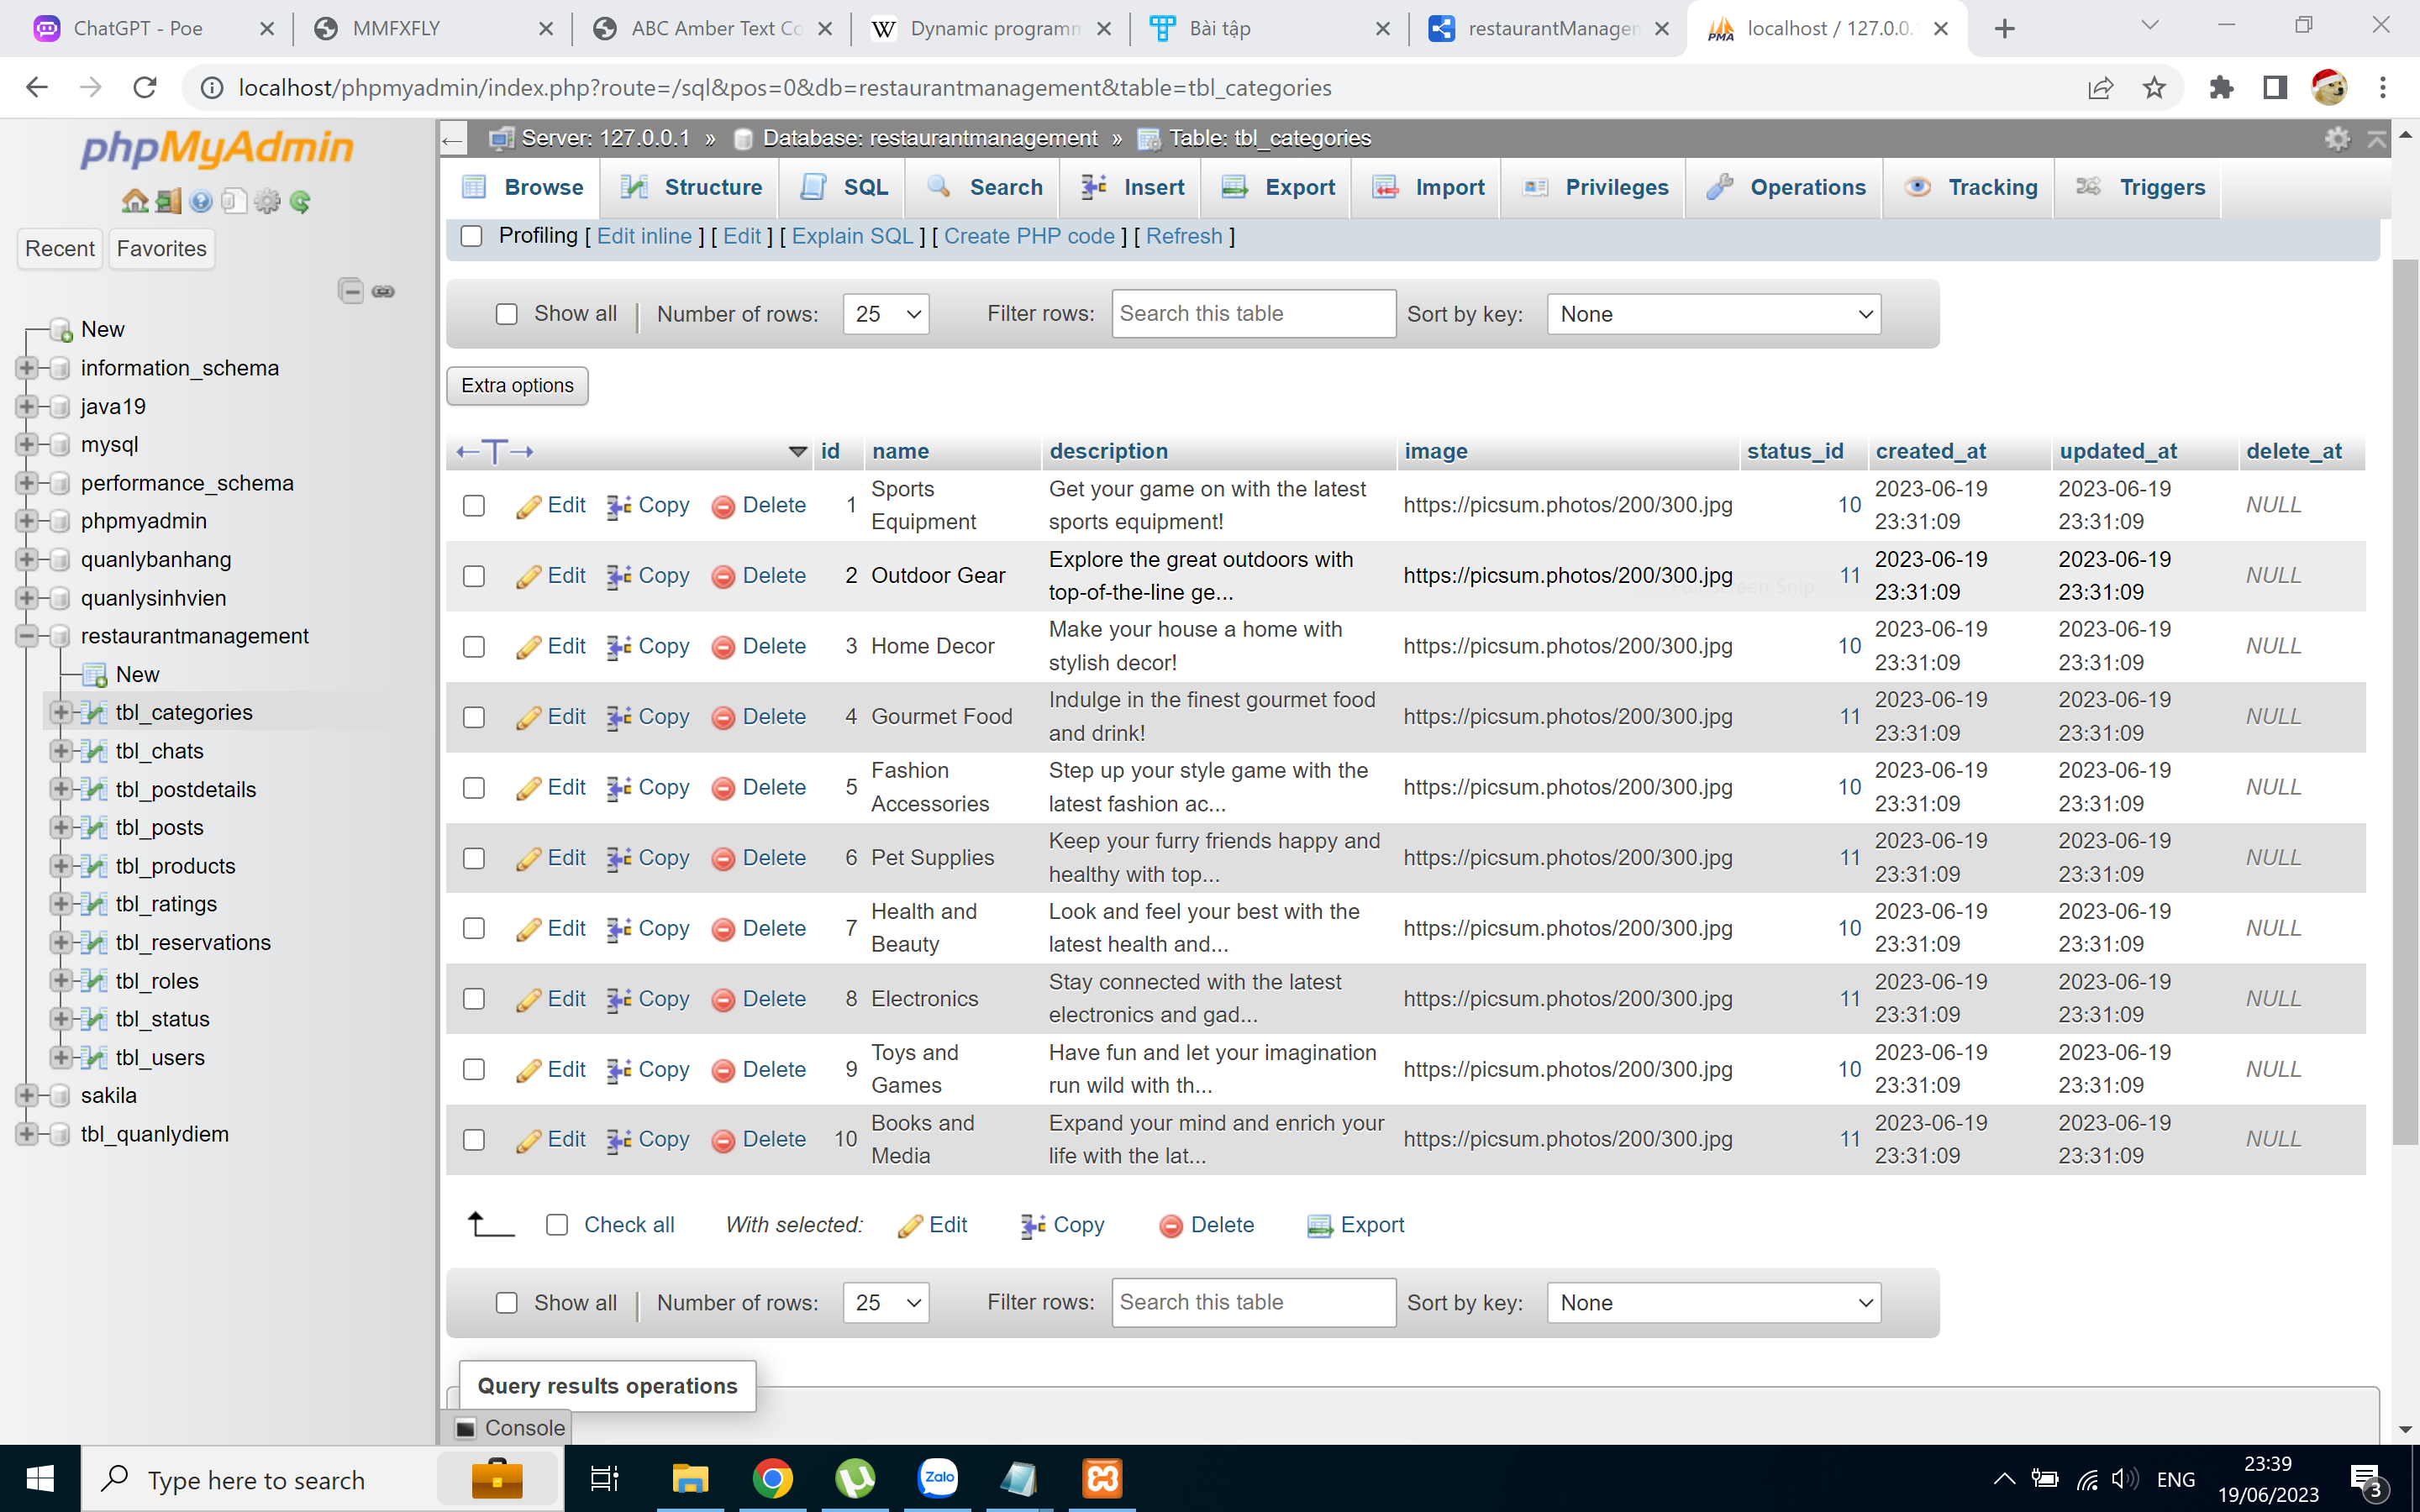 ChatGPT - Poe
MMFXFLY
ABC Amber Text Co
Dynamic programm
Bài tập
restaurantManager
localhost / 127.0.0.
localhost/phpmyadmin/index.php?route=/sql&pos=0&db=restaurantmanagement&table=tbl_categories
phpMyAdmin
Recent Favorites
New
information_schema
java19
mysql
performance_schema
phpmyadmin
quanlybanhang
quanlysinhvien
restaurantmanagement
New
tbl_categories
tbl_chats
tbl_postdetails
tbl_posts
tbl_products
tbl_ratings
tbl_reservations
tbl_roles
tbl_status
tbl_users
sakila
tbl_quanlydiem
Server: 127.0.0.1 » Database: restaurantmanagement » Table: tbl_categories
Browse Structure SQL Search Insert Export Import Privileges Operations Tracking Triggers
Profiling [ Edit inline ] [ Edit ] [ Explain SQL ] [ Create PHP code ] [ Refresh ]
Show all | Number of rows: 25 Filter rows: Search this table Sort by key: None
Extra options
id name description image status_id created_at updated_at delete_at
Edit Copy Delete 1 Sports Equipment Get your game on with the latest sports equipment! https://picsum.photos/200/300.jpg 10 2023-06-19 23:31:09 2023-06-19 23:31:09 NULL
Edit Copy Delete 2 Outdoor Gear Explore the great outdoors with top-of-the-line ge... https://picsum.photos/200/300.jpg 11 2023-06-19 23:31:09 2023-06-19 23:31:09 NULL
Edit Copy Delete 3 Home Decor Make your house a home with stylish decor! https://picsum.photos/200/300.jpg 10 2023-06-19 23:31:09 2023-06-19 23:31:09 NULL
Edit Copy Delete 4 Gourmet Food Indulge in the finest gourmet food and drink! https://picsum.photos/200/300.jpg 11 2023-06-19 23:31:09 2023-06-19 23:31:09 NULL
Edit Copy Delete 5 Fashion Accessories Step up your style game with the latest fashion ac... https://picsum.photos/200/300.jpg 10 2023-06-19 23:31:09 2023-06-19 23:31:09 NULL
Edit Copy Delete 6 Pet Supplies Keep your furry friends happy and healthy with top... https://picsum.photos/200/300.jpg 11 2023-06-19 23:31:09 2023-06-19 23:31:09 NULL
Edit Copy Delete 7 Health and Beauty Look and feel your best with the latest health and... https://picsum.photos/200/300.jpg 10 2023-06-19 23:31:09 2023-06-19 23:31:09 NULL
Edit Copy Delete 8 Electronics Stay connected with the latest electronics and gad... https://picsum.photos/200/300.jpg 11 2023-06-19 23:31:09 2023-06-19 23:31:09 NULL
Edit Copy Delete 9 Toys and Games Have fun and let your imagination run wild with th... https://picsum.photos/200/300.jpg 10 2023-06-19 23:31:09 2023-06-19 23:31:09 NULL
Edit Copy Delete 10 Books and Media Expand your mind and enrich your life with the lat... https://picsum.photos/200/300.jpg 11 2023-06-19 23:31:09 2023-06-19 23:31:09 NULL
Check all With selected: Edit Copy Delete Export
Show all | Number of rows: 25 Filter rows: Search this table Sort by key: None
Query results operations
Console
Type here to search
Zalo
ENG
23:39
19/06/2023
3